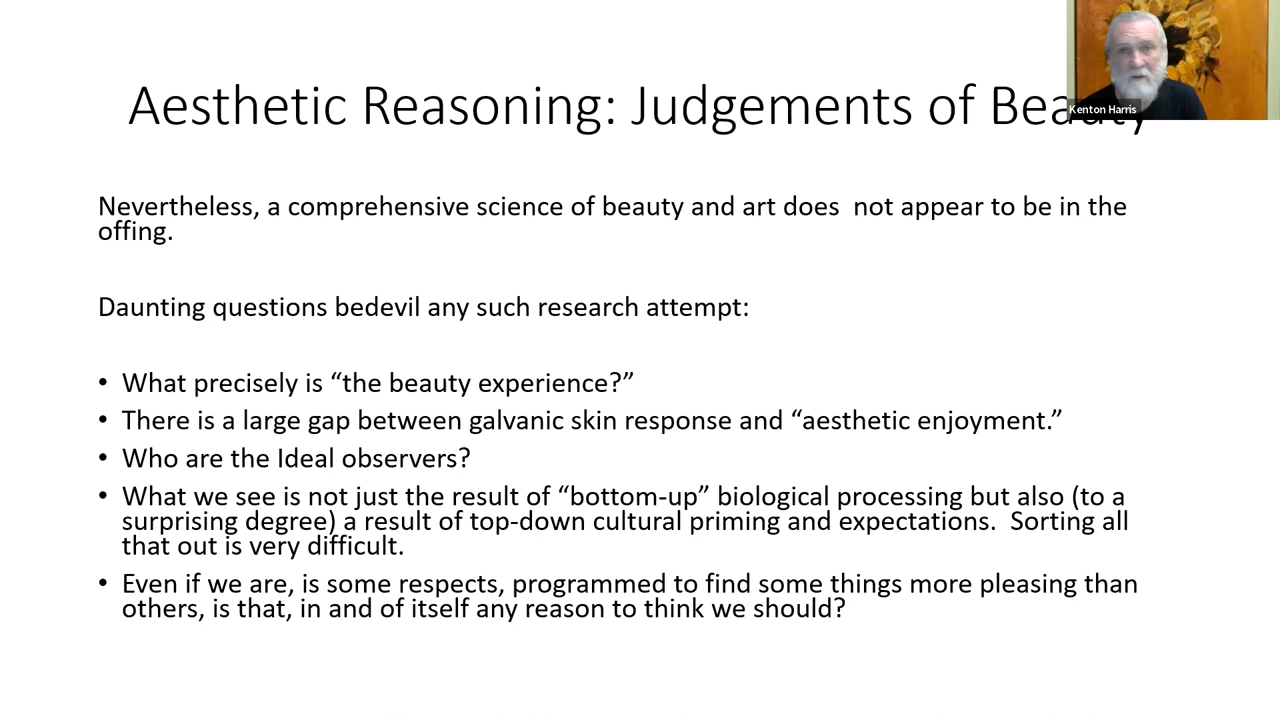 Aesthetic Reasoning: Judgements of Beauty
Kenton Harris
Nevertheless, a comprehensive science of beauty and art does  not appear to be in the
offing.
Daunting questions bedevil any such research attempt:
• What precisely is “the beauty experience?”
• There is a large gap between galvanic skin response and “aesthetic enjoyment.”
• Who are the Ideal observers?
• What we see is not just the result of “bottom-up” biological processing but also (to a
surprising degree) a result of top-down cultural priming and expectations.  Sorting all
that out is very difficult.
• Even if we are, is some respects, programmed to find some things more pleasing than
others, is that, in and of itself any reason to think we should?